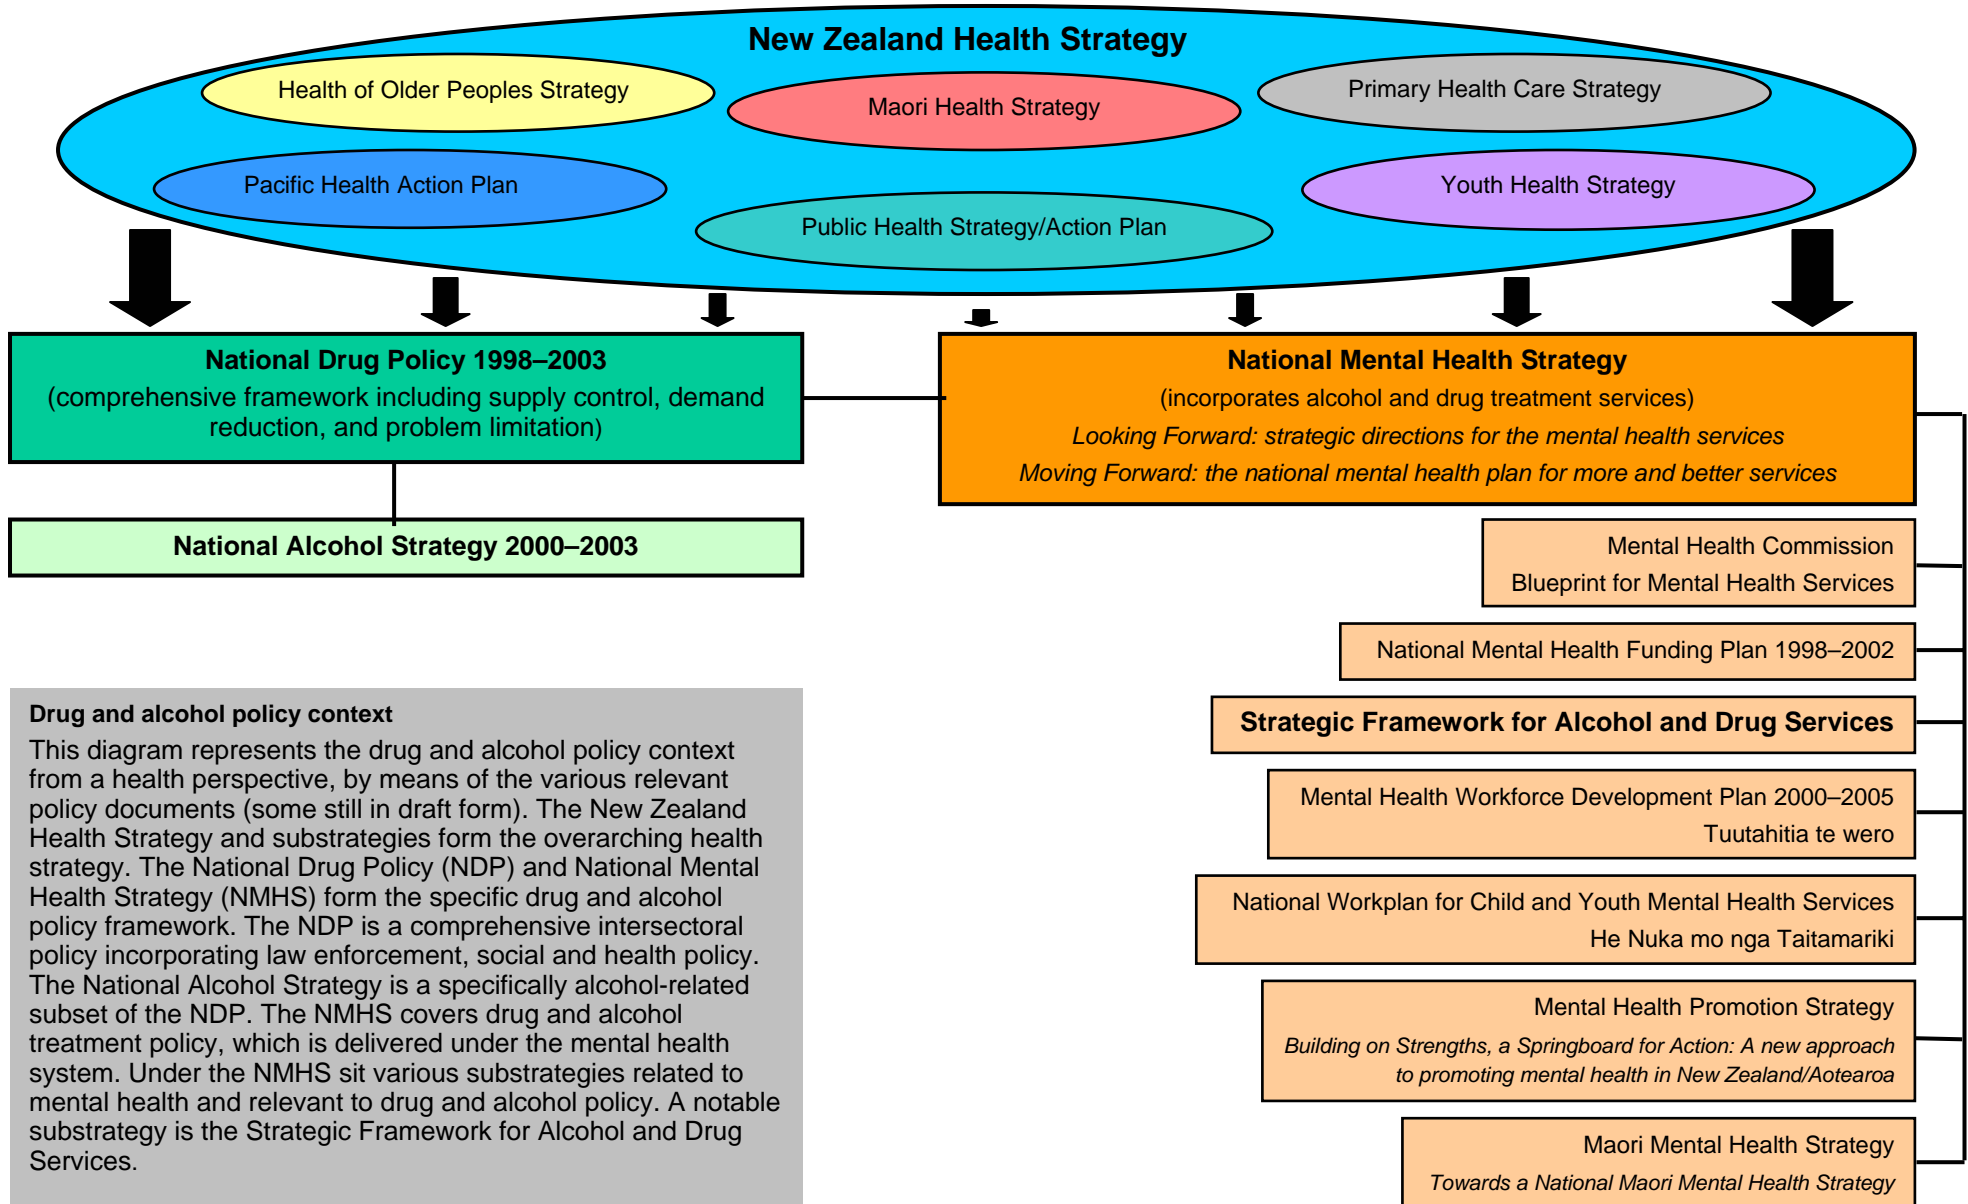 New Zealand Health Strategy
Health of Older Peoples Strategy
Maori Health Strategy
Primary Health Care Strategy
Pacific Health Action Plan
Public Health Strategy/Action Plan
Youth Health Strategy
National Drug Policy 1998–2003
(comprehensive framework including supply control, demand
reduction, and problem limitation)
National Mental Health Strategy
(incorporates alcohol and drug treatment services)
Looking Forward: strategic directions for the mental health services
Moving Forward: the national mental health plan for more and better services
National Alcohol Strategy 2000–2003
Mental Health Commission
Blueprint for Mental Health Services
National Mental Health Funding Plan 1998–2002
Strategic Framework for Alcohol and Drug Services
Mental Health Workforce Development Plan 2000–2005
Tuutahitia te wero
National Workplan for Child and Youth Mental Health Services
He Nuka mo nga Taitamariki
Mental Health Promotion Strategy
Building on Strengths, a Springboard for Action: A new approach
to promoting mental health in New Zealand/Aotearoa
Maori Mental Health Strategy
Towards a National Maori Mental Health Strategy
Drug and alcohol policy context
This diagram represents the drug and alcohol policy context
from a health perspective, by means of the various relevant
policy documents (some still in draft form). The New Zealand
Health Strategy and substrategies form the overarching health
strategy. The National Drug Policy (NDP) and National Mental
Health Strategy (NMHS) form the specific drug and alcohol
policy framework. The NDP is a comprehensive intersectoral
policy incorporating law enforcement, social and health policy.
The National Alcohol Strategy is a specifically alcohol-related
subset of the NDP. The NMHS covers drug and alcohol
treatment policy, which is delivered under the mental health
system. Under the NMHS sit various substrategies related to
mental health and relevant to drug and alcohol policy. A notable
substrategy is the Strategic Framework for Alcohol and Drug
Services.